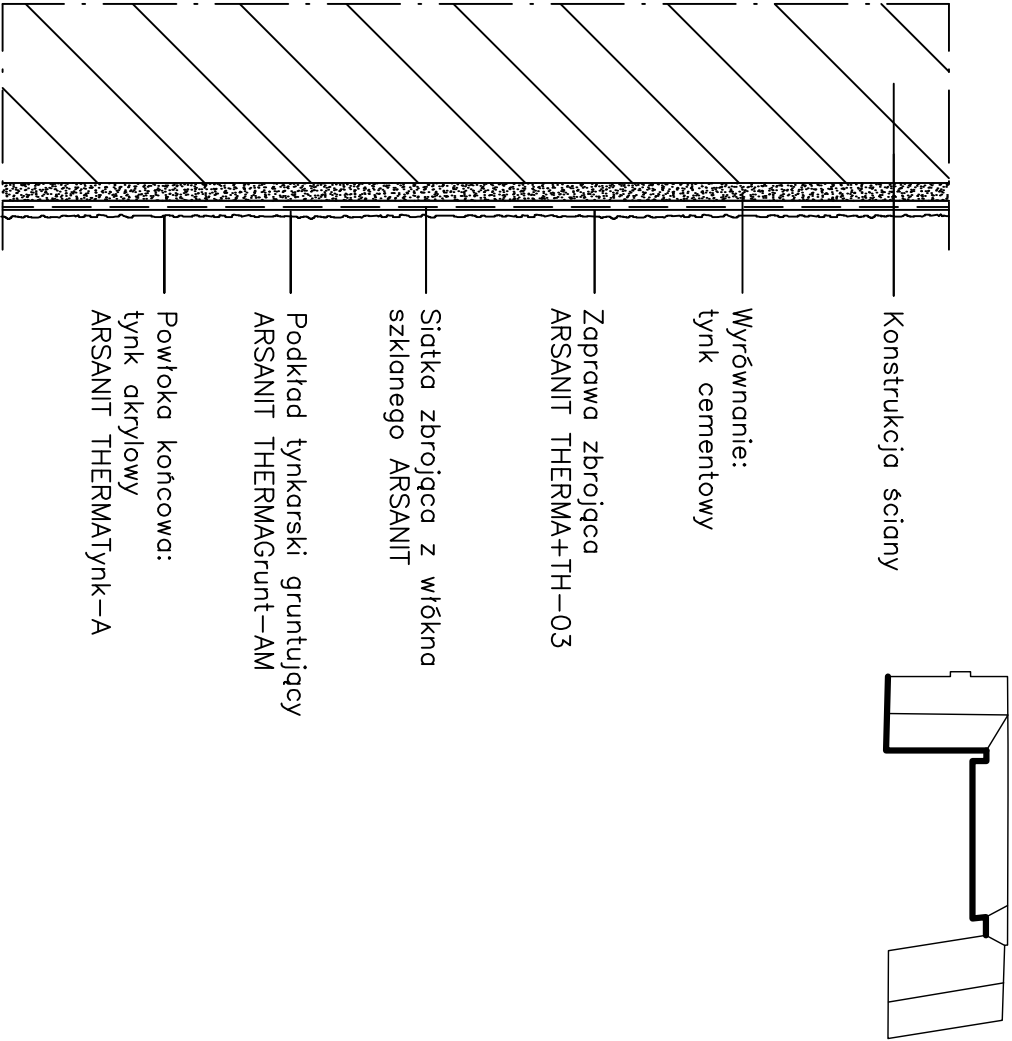 Konstrukcja ściany
Wyrównanie:
tynk cementowy
Zaprawa zbrojąca
ARSANIT THERMA+TH-03
Siatka zbrojąca z włókna
szklanego ARSANIT
Podkład tynkarski gruntujący
ARSANIT THERMAGrunt-AM
Powłoka końcowa:
tynk akrylowy
ARSANIT THERMATynk-A